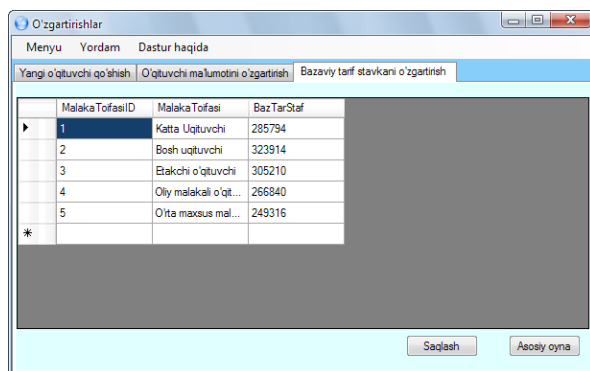 O'zgartirishlar
Menyu Yordam Dastur haqida
Yangi o'qituvchi qo'shish O'qituvchi ma'lumotini o'zgatirish Bazaviy tarif stavkani o'zgartirish
MalakaToifasiID MalakaToifasi BazTarStaf
1 Katta Uqituvchi 285794
2 Bosh uqituvchi 323914
3 Etakchi o'qituvchi 305210
4 Oliy malakali o'qit... 266840
5 O'rta maxsus mal... 249316
Saqlash Asosiy oyna